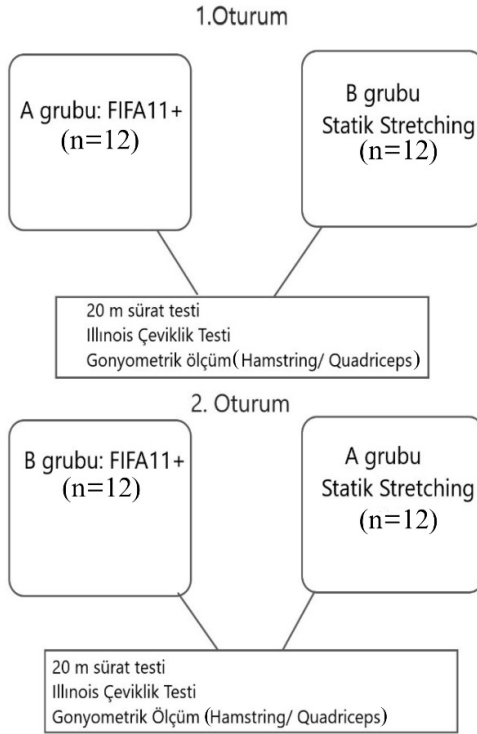 1.Oturum
A grubu: FIFA11+
(n=12)
B grubu
Statik Stretching
(n=12)
20 m sürat testi
Illınois Çeviklik Testi
Gonyometrik ölçüm(Hamstring/ Quadriceps)
2. Oturum
B grubu: FIFA11+
(n=12)
A grubu
Statik Stretching
(n=12)
20 m sürat testi
Illınois Çeviklik Testi
Gonyometrik Ölçüm (Hamstring/ Quadriceps)